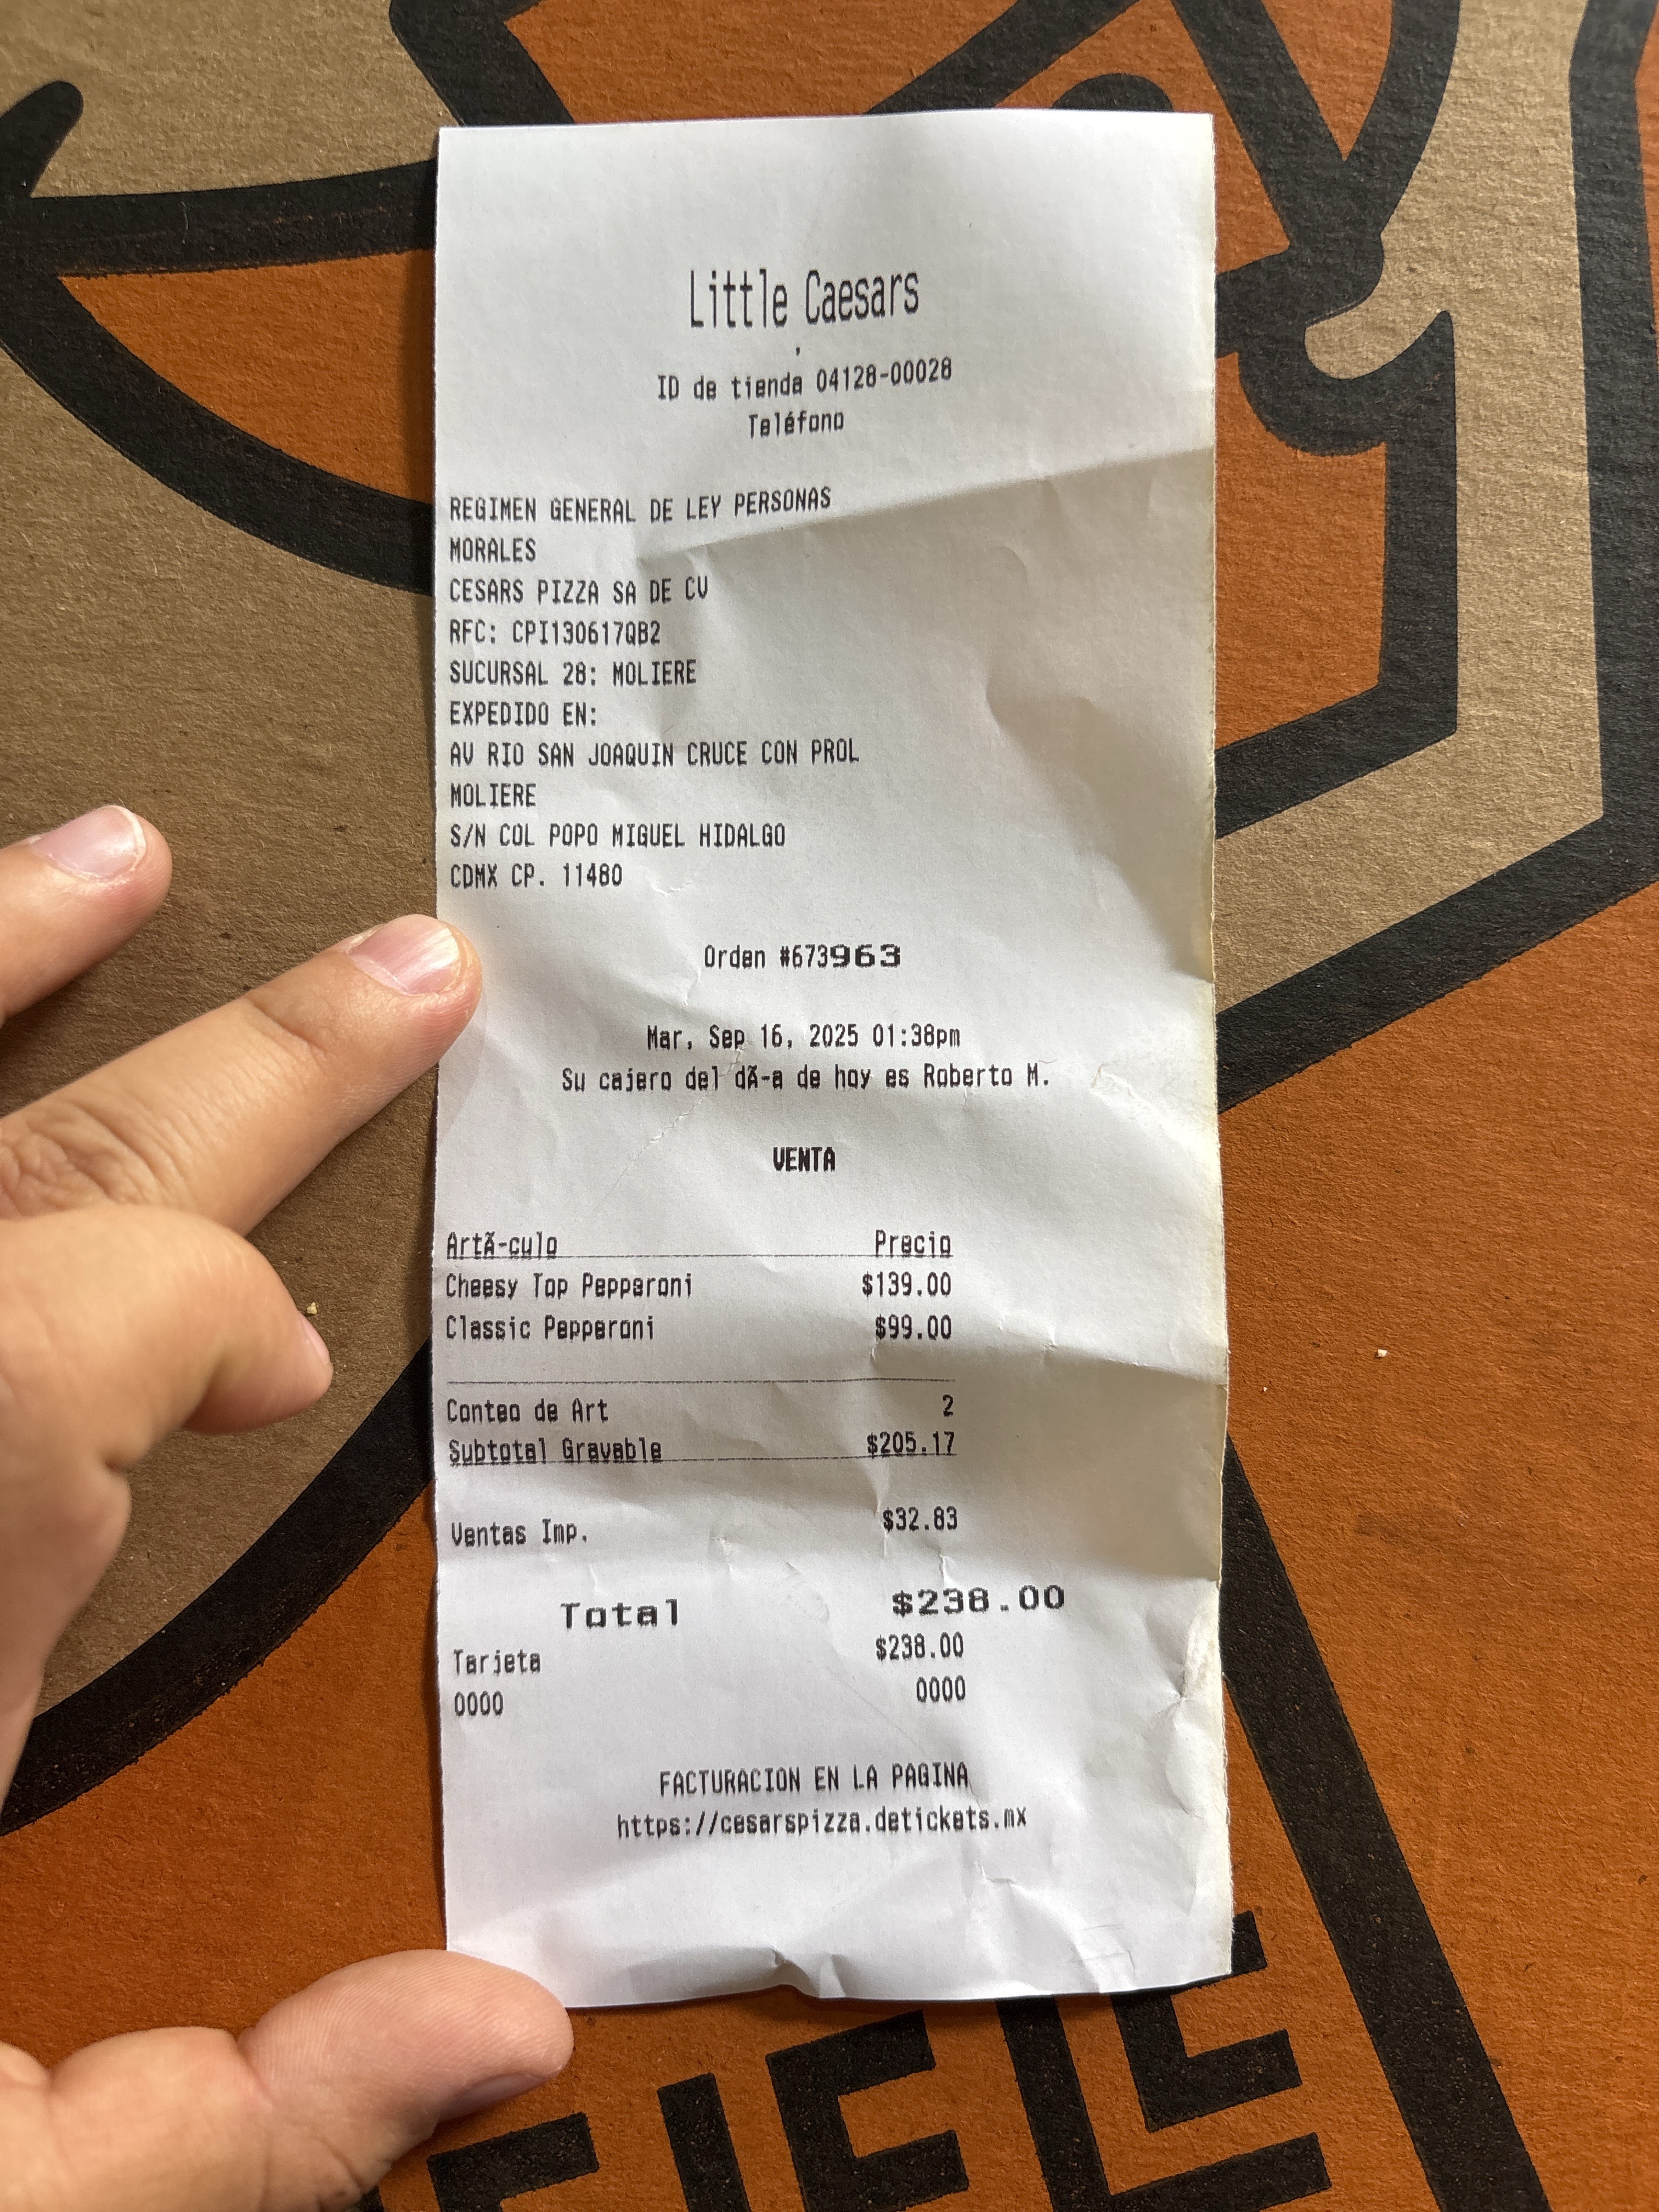 Little Caesars
,
ID de tienda 04128-00028
Teléfono
REGIMEN GENERAL DE LEY PERSONAS
MORALES
CESARS PIZZA SA DE CV
RFC: CPI130617QB2
SUCURSAL 28: MOLIERE
EXPEDIDO EN:
AV RIO SAN JOAQUIN CRUCE CON PROL
MOLIERE
S/N COL POPO MIGUEL HIDALGO
CDMX CP. 11480
Orden #673963
Mar, Sep 16, 2025 01:38pm
Su cajero del dÃ-a de hoy es Roberto M.
VENTA
ArtÃ-culo Precio
Cheesy Top Pepperoni $139.00
Classic Pepperoni $99.00
Conteo de Art 2
Subtotal Gravable $205.17
Ventas Imp. $32.83
Total $238.00
Tarjeta $238.00
0000 0000
FACTURACION EN LA PAGINA
https://cesarspizza.detickets.mx